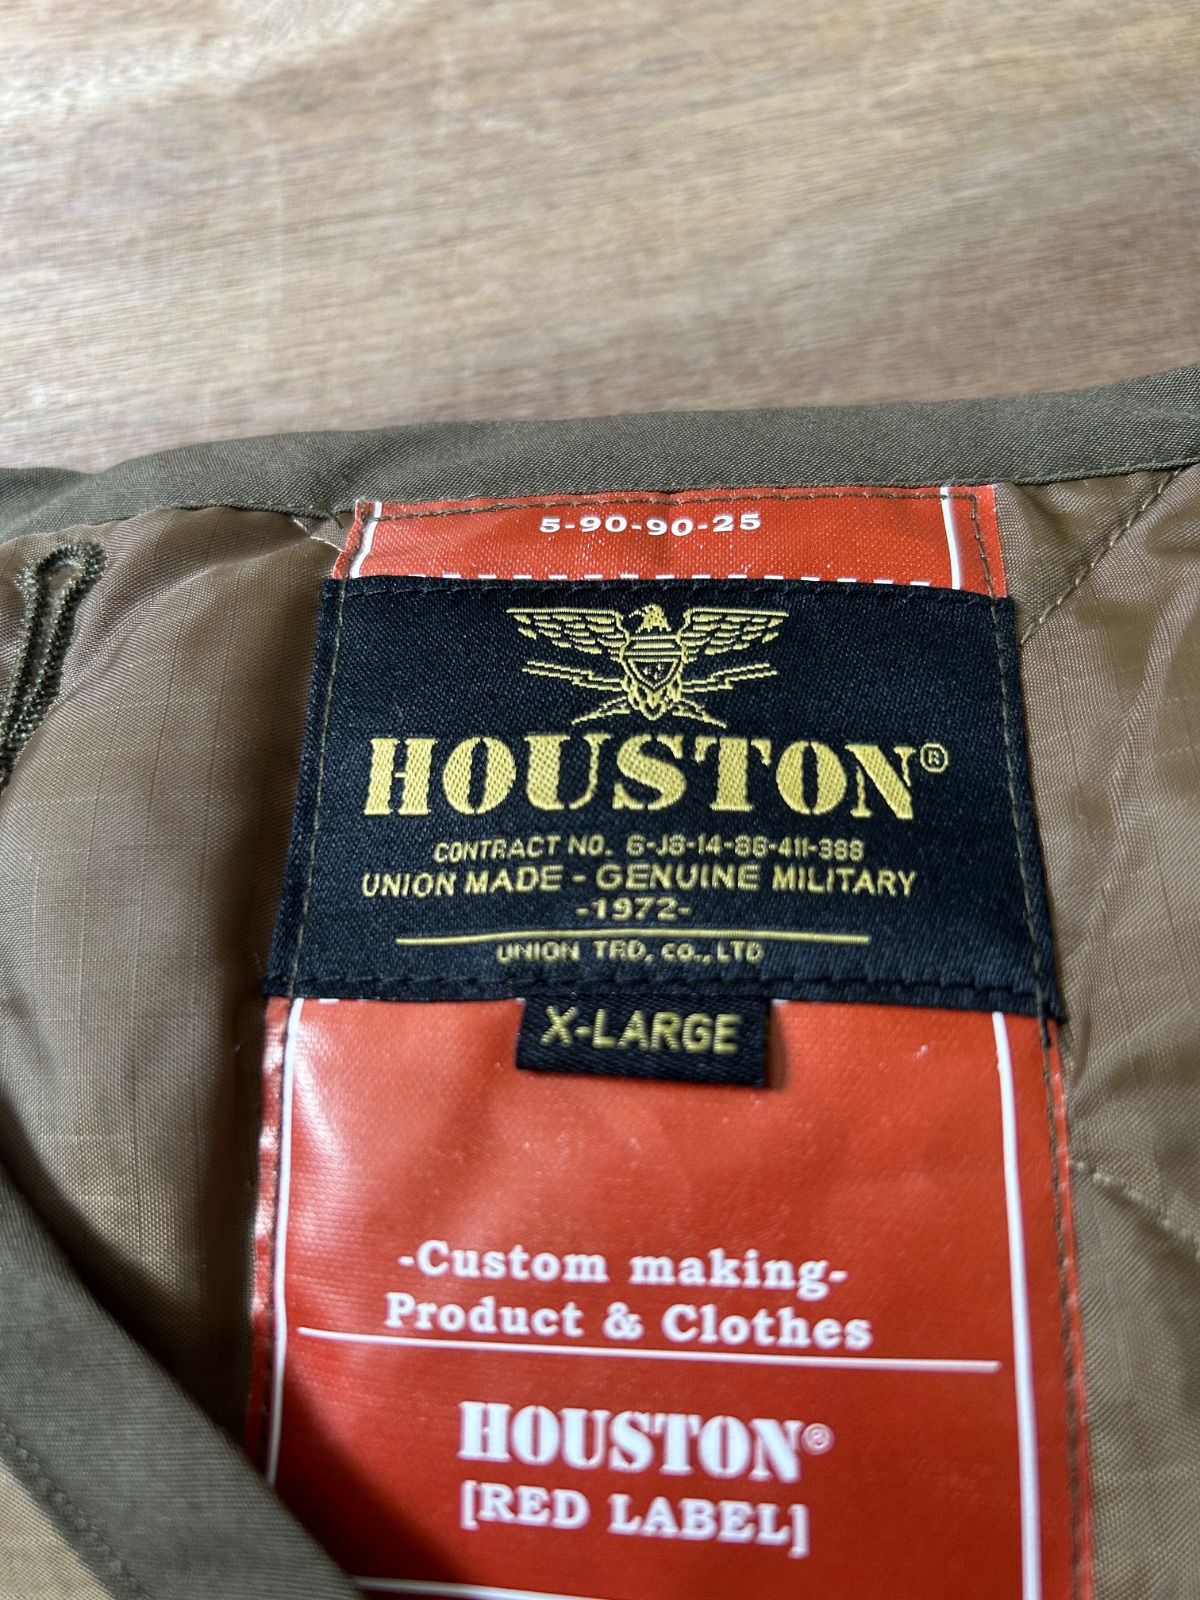 5-90-90-25
HOUSTON®
CONTRACT NO. 6-J8-14-86-411-388
UNION MADE - GENUINE MILITARY
-1972-
UNION TRD, CO., LTD
X-LARGE
-Custom making-
Product & Clothes
HOUSTON®
[RED LABEL]